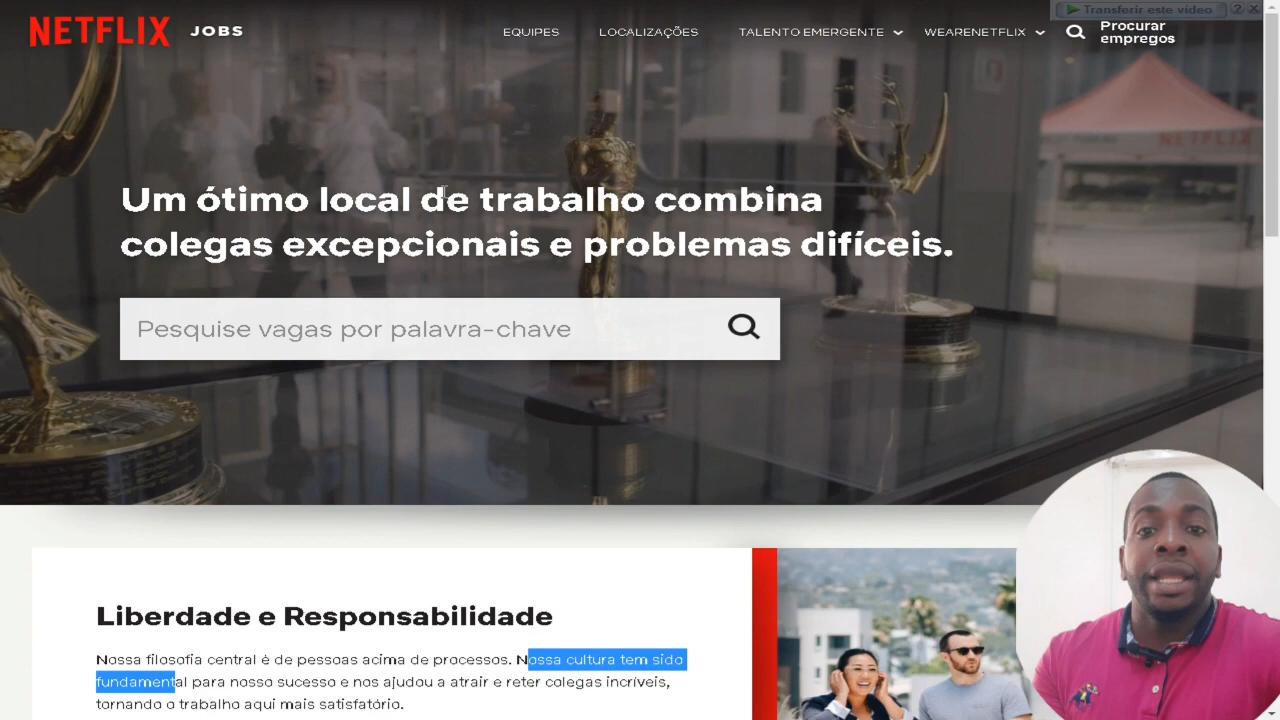 Transferir este vídeo ? X
NETFLIX JOBS EQUIPES LOCALIZAÇÕES TALENTO EMERGENTE WEARENETFLIX Procurar
empregos
NETFLIX
Um ótimo local de trabalho combina
colegas excepcionais e problemas difíceis.
Pesquise vagas por palavra-chave
Liberdade e Responsabilidade
Nossa filosofia central é de pessoas acima de processos. Nossa cultura tem sido
fundamental para nosso sucesso e nos ajudou a atrair e reter colegas incríveis,
tornando o trabalho aqui mais satisfatório.